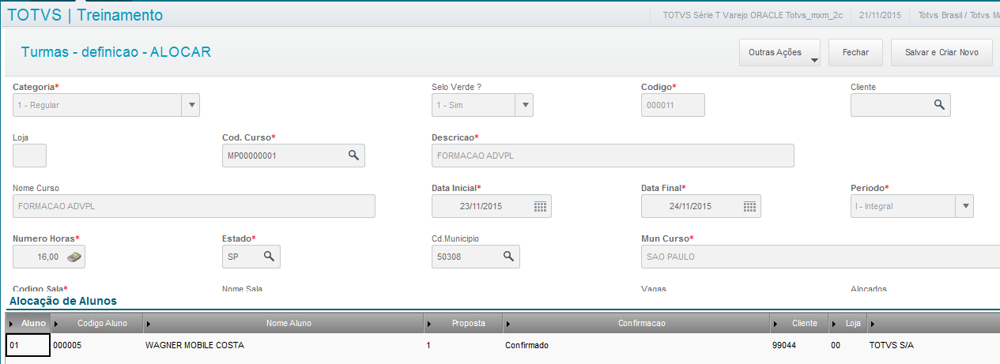 TOTVS | Treinamento
TOTVS Série T Varejo ORACLE Totvs_mxm_2c 21/11/2015 Totvs Brasil / Totvs
Turmas - definicao - ALOCAR
Outras Ações Fechar Salvar e Criar Novo
Categoria* Selo Verde ? Codigo* Cliente
1 - Regular 1 - Sim 000011
Loja Cod. Curso* Descricao*
MP00000001 FORMACAO ADVPL
Nome Curso Data Inicial* Data Final* Periodo*
FORMACAO ADVPL 23/11/2015 24/11/2015 I - Integral
Numero Horas* Estado* Cd.Municipio Mun Curso*
16,00 SP 50308 SAO PAULO
Codigo Sala* Nome Sala Vagas Alocados
Alocação de Alunos
Aluno Codigo Aluno Nome Aluno Proposta Confirmacao Cliente Loja
01 000005 WAGNER MOBILE COSTA 1 Confirmado 99044 00 TOTVS S/A